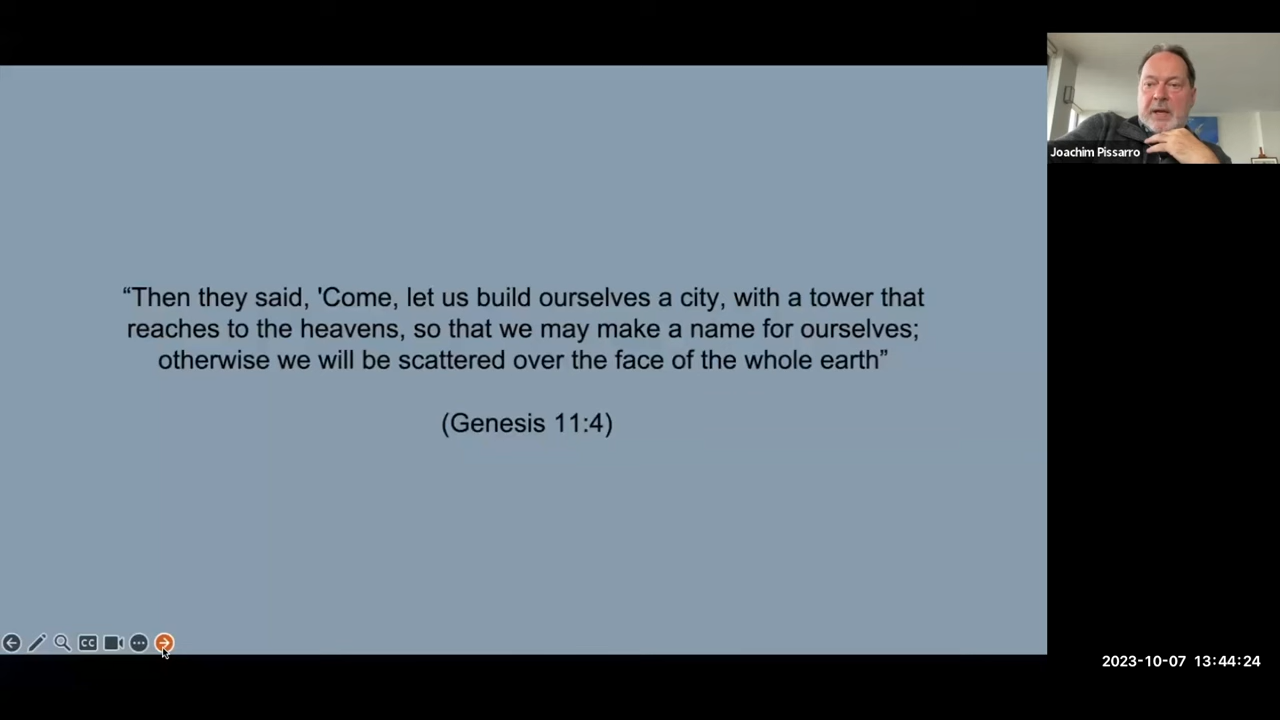 “Then they said, 'Come, let us build ourselves a city, with a tower that
reaches to the heavens, so that we may make a name for ourselves;
otherwise we will be scattered over the face of the whole earth”
(Genesis 11:4)
Joachim Pissarro
CC
2023-10-07 13:44:24